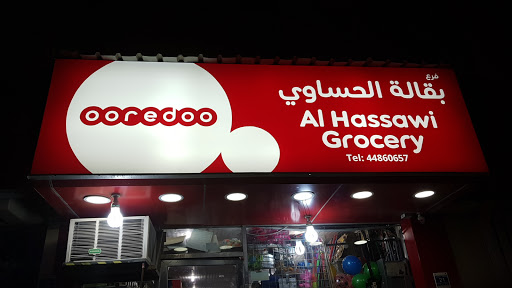 ooredoo
فرع
بقالة الحساوي
Al Hassawi
Grocery
Tel: 44860657